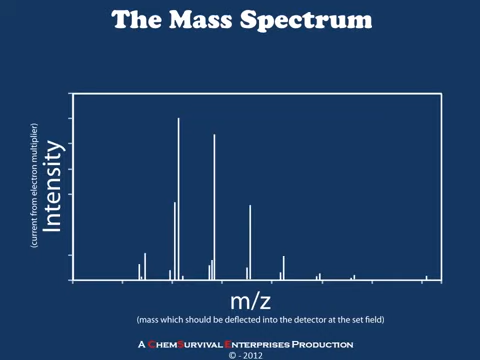 The Mass Spectrum
(current from electron multiplier)
Intensity
m/z
(mass which should be deflected into the detector at the set field)
A ChemSurvival Enterprises Production
© - 2012